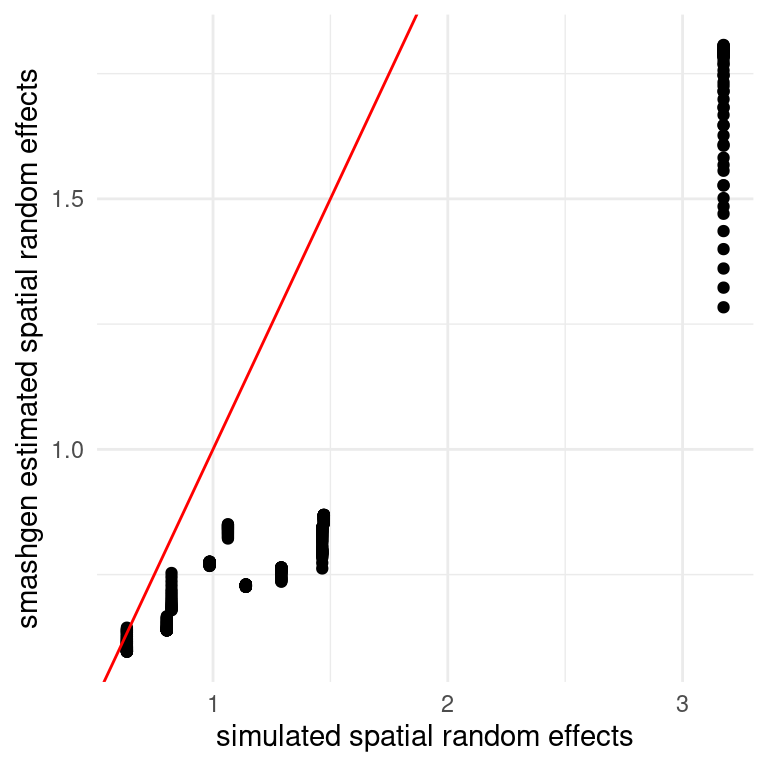 smashgen estimated spatial random effects
1.5
1.0
1
2
3
simulated spatial random effects